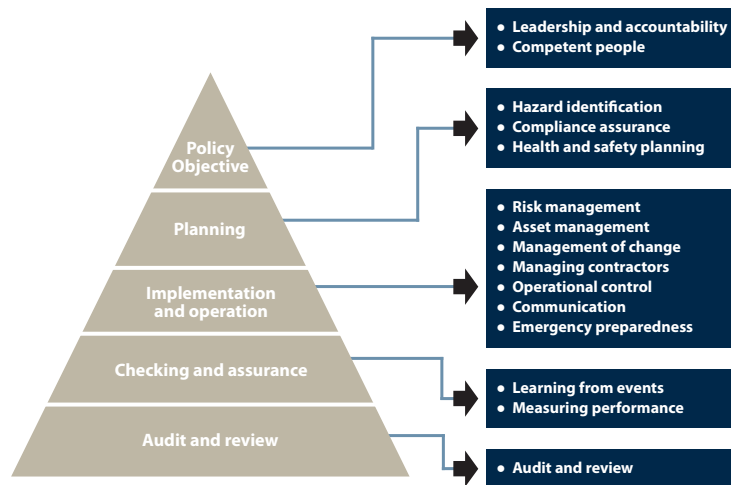 Policy
Objective
Planning
Implementation
and operation
Checking and assurance
Audit and review
● Leadership and accountability
● Competent people
● Hazard identification
● Compliance assurance
● Health and safety planning
● Risk management
● Asset management
● Management of change
● Managing contractors
● Operational control
● Communication
● Emergency preparedness
● Learning from events
● Measuring performance
● Audit and review